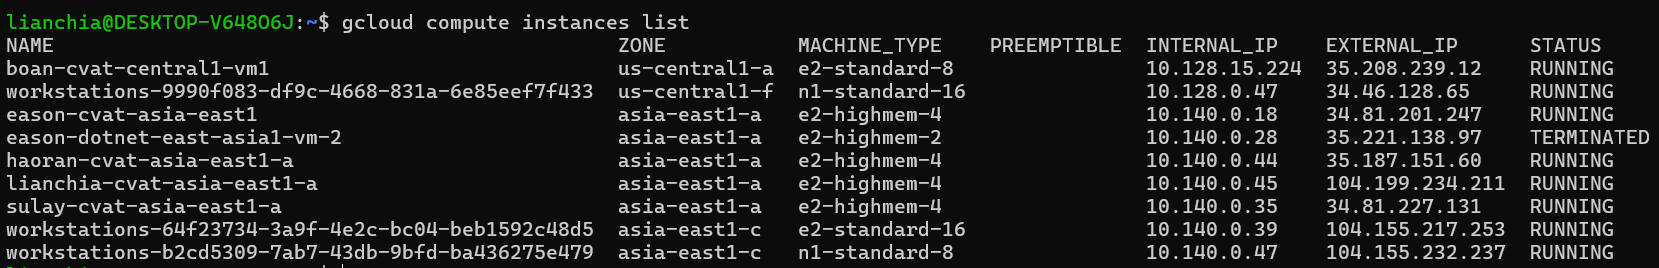 lianchia@DESKTOP-V648O6J:~$ gcloud compute instances list
NAME ZONE MACHINE_TYPE PREEMPTIBLE INTERNAL_IP EXTERNAL_IP STATUS
boan-cvat-central1-vm1 us-central1-a e2-standard-8 10.128.15.224 35.208.239.12 RUNNING
workstations-9990f083-df9c-4668-831a-6e85eef7f433 us-central1-f n1-standard-16 10.128.0.47 34.46.128.65 RUNNING
eason-cvat-asia-east1 asia-east1-a e2-highmem-4 10.140.0.18 34.81.201.247 RUNNING
eason-dotnet-east-asia1-vm-2 asia-east1-a e2-highmem-2 10.140.0.28 35.221.138.97 TERMINATED
haoran-cvat-asia-east1-a asia-east1-a e2-highmem-4 10.140.0.44 35.187.151.60 RUNNING
lianchia-cvat-asia-east1-a asia-east1-a e2-highmem-4 10.140.0.45 104.199.234.211 RUNNING
sulay-cvat-asia-east1-a asia-east1-a e2-highmem-4 10.140.0.35 34.81.227.131 RUNNING
workstations-64f23734-3a9f-4e2c-bc04-beb1592c48d5 asia-east1-c e2-standard-16 10.140.0.39 104.155.217.253 RUNNING
workstations-b2cd5309-7ab7-43db-9bfd-ba436275e479 asia-east1-c n1-standard-8 10.140.0.47 104.155.232.237 RUNNING